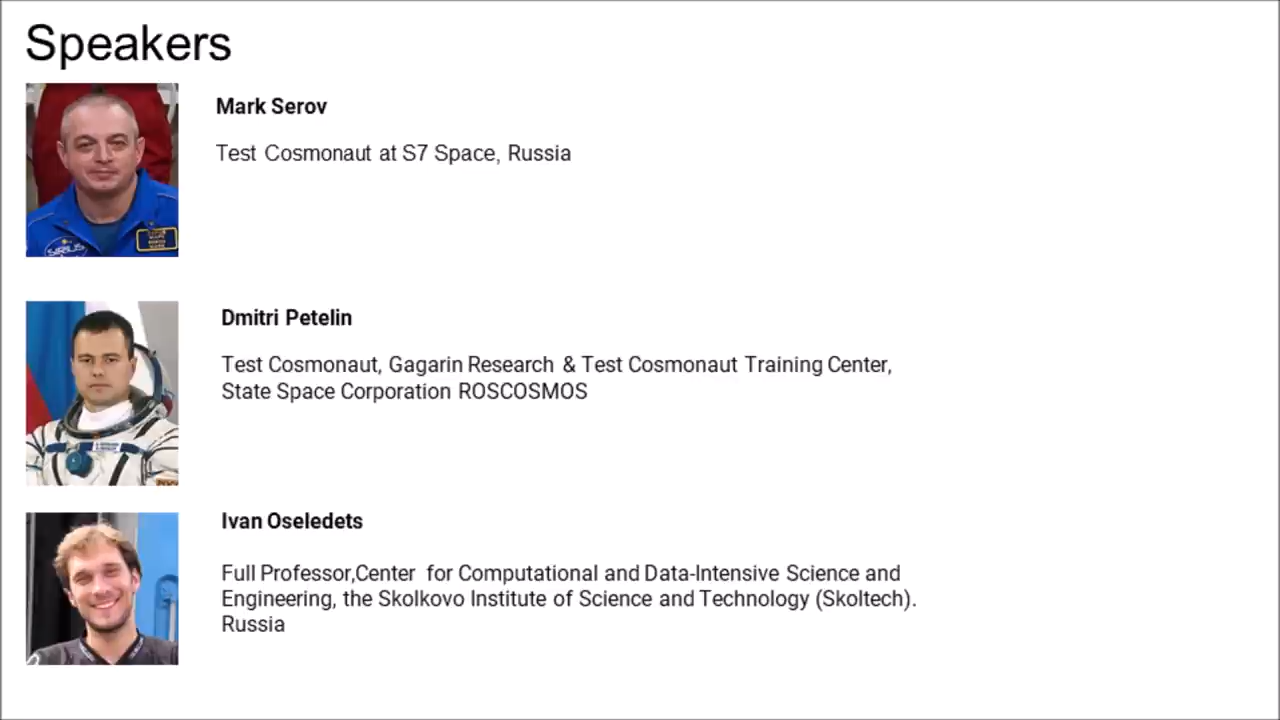 Speakers
Mark Serov
Test Cosmonaut at S7 Space, Russia
Dmitri Petelin
Test Cosmonaut, Gagarin Research & Test Cosmonaut Training Center,
State Space Corporation ROSCOSMOS
Ivan Oseledets
Full Professor,Center for Computational and Data-Intensive Science and
Engineering, the Skolkovo Institute of Science and Technology (Skoltech).
Russia